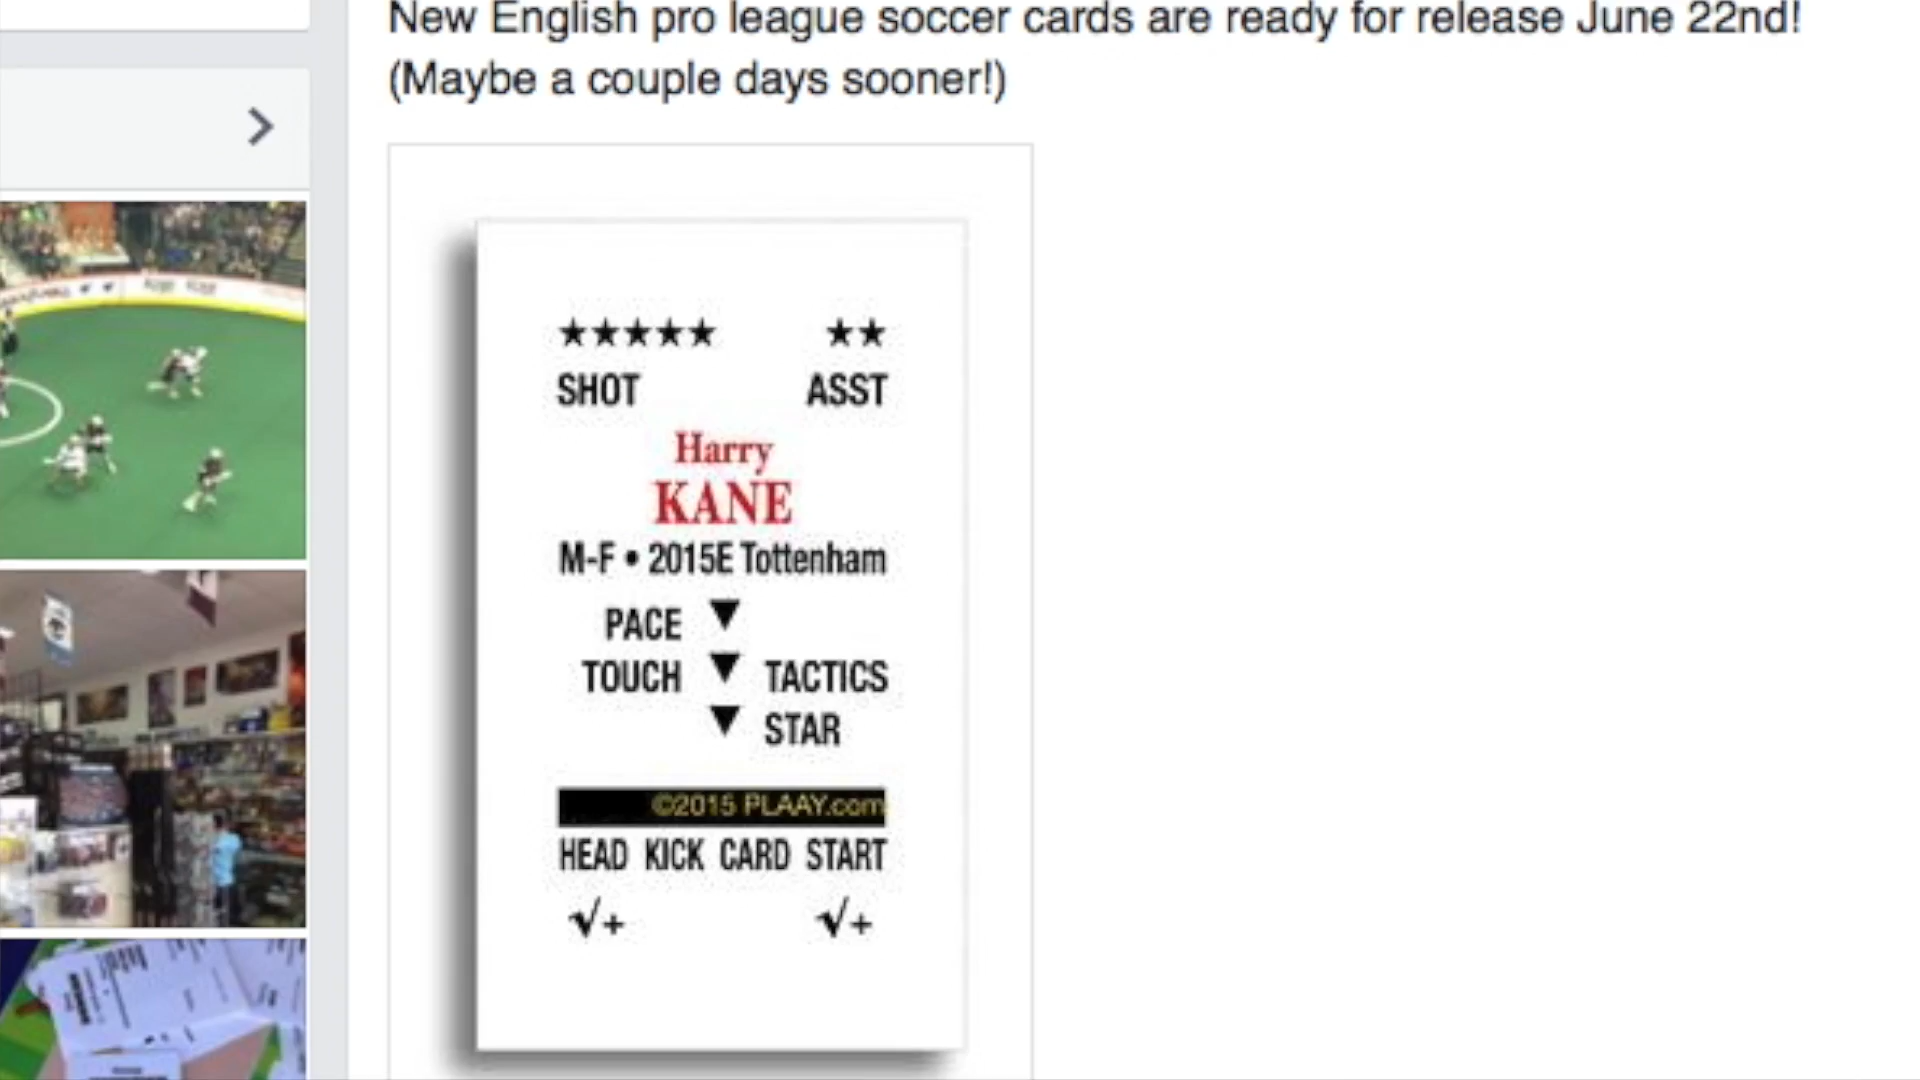 New English pro league soccer cards are ready for release June 22nd!
(Maybe a couple days sooner!)
★★★★★ ★★
SHOT ASST
Harry
KANE
M-F • 2015E Tottenham
PACE ▼
TOUCH ▼ TACTICS
▼ STAR
©2015 PLAAY.com
HEAD KICK CARD START
√+ √+